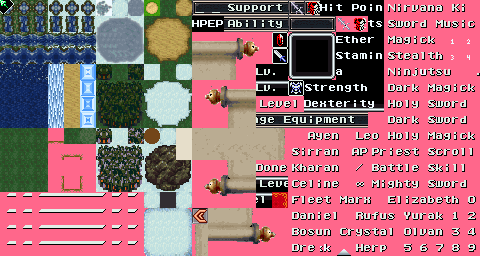 _ Support Hit Poin Nirvana Ki
HPEP Ability ts Sword Music
Ether Magick 1 2
Stamin Stealth 3 4
Lv. a Ninjutsu .
Lv. Strength Dark Magick
Level Dexterity Holy Sword
ge Equipment Dark Sword
Ayen Leo Holy Magick
Sirran AP Priest Scroll
Done Kharan / Battle Skill
Leve Celine Mighty Sword
Fleet Marx Elizabeth O
Daniel Rufus Yurak 1 2
Bosun Crystal Olvan 3 4
Herp 5 6 7 8 9